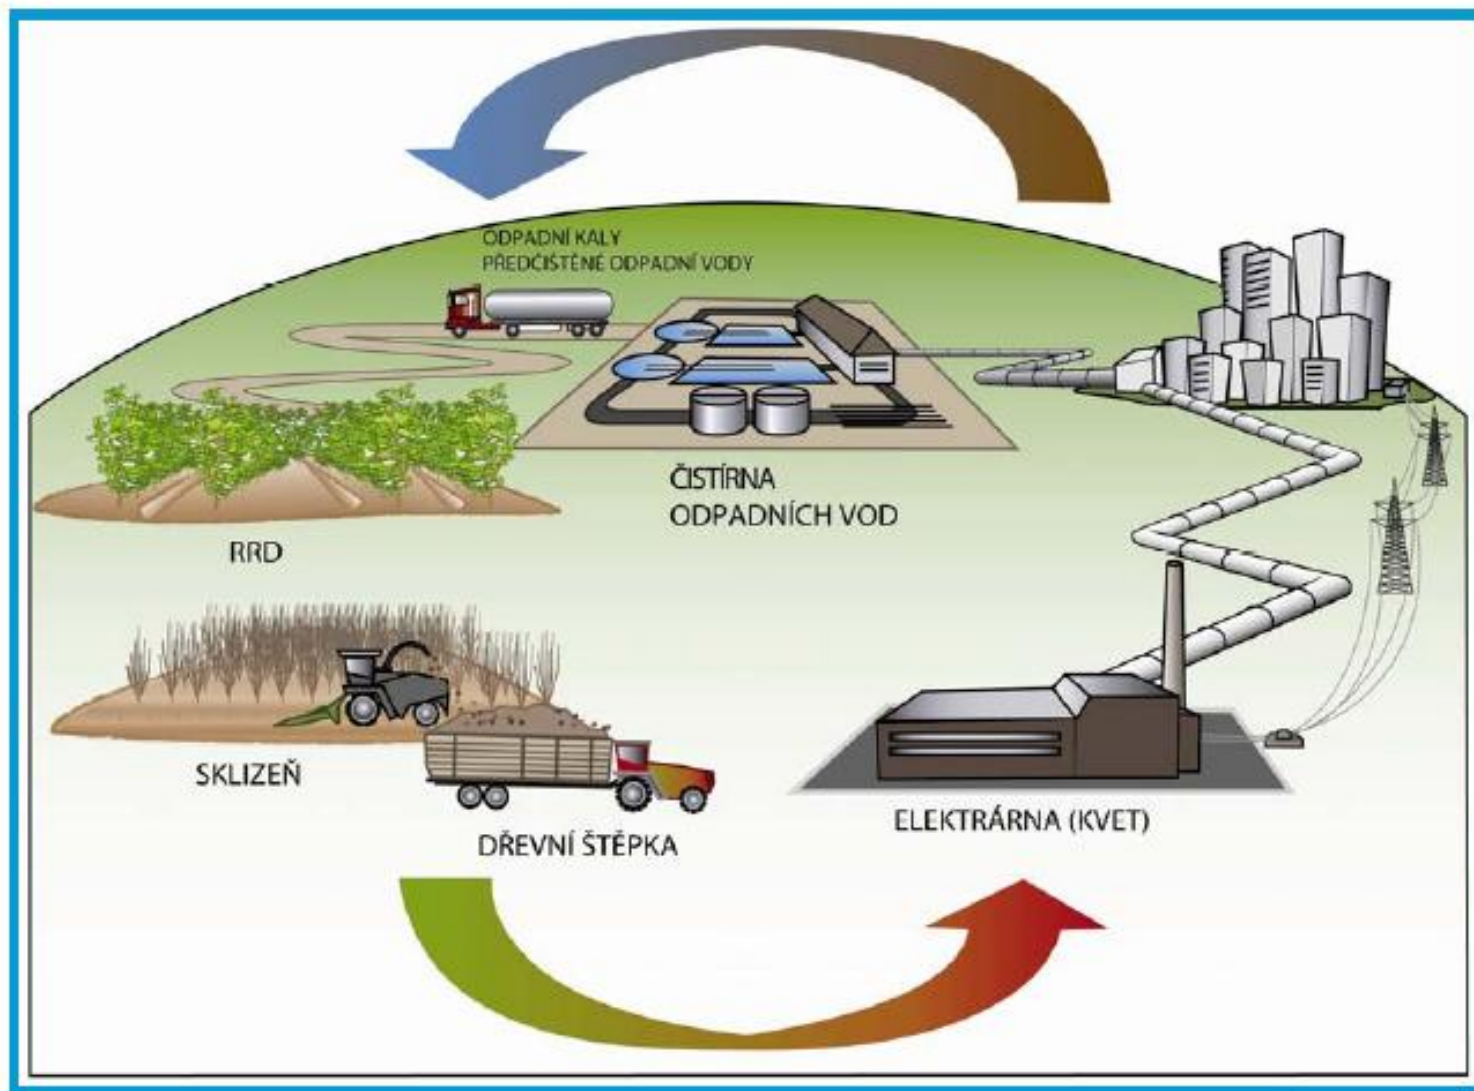 ODPADNÍ KALY
PŘEDČIŠTĚNÉ ODPADNÍ VODY
ČISTÍRNA
ODPADNÍCH VOD
RRD
SKLIZEŇ
DŘEVNÍ ŠTĚPKA
ELEKTRÁRNA (KVET)